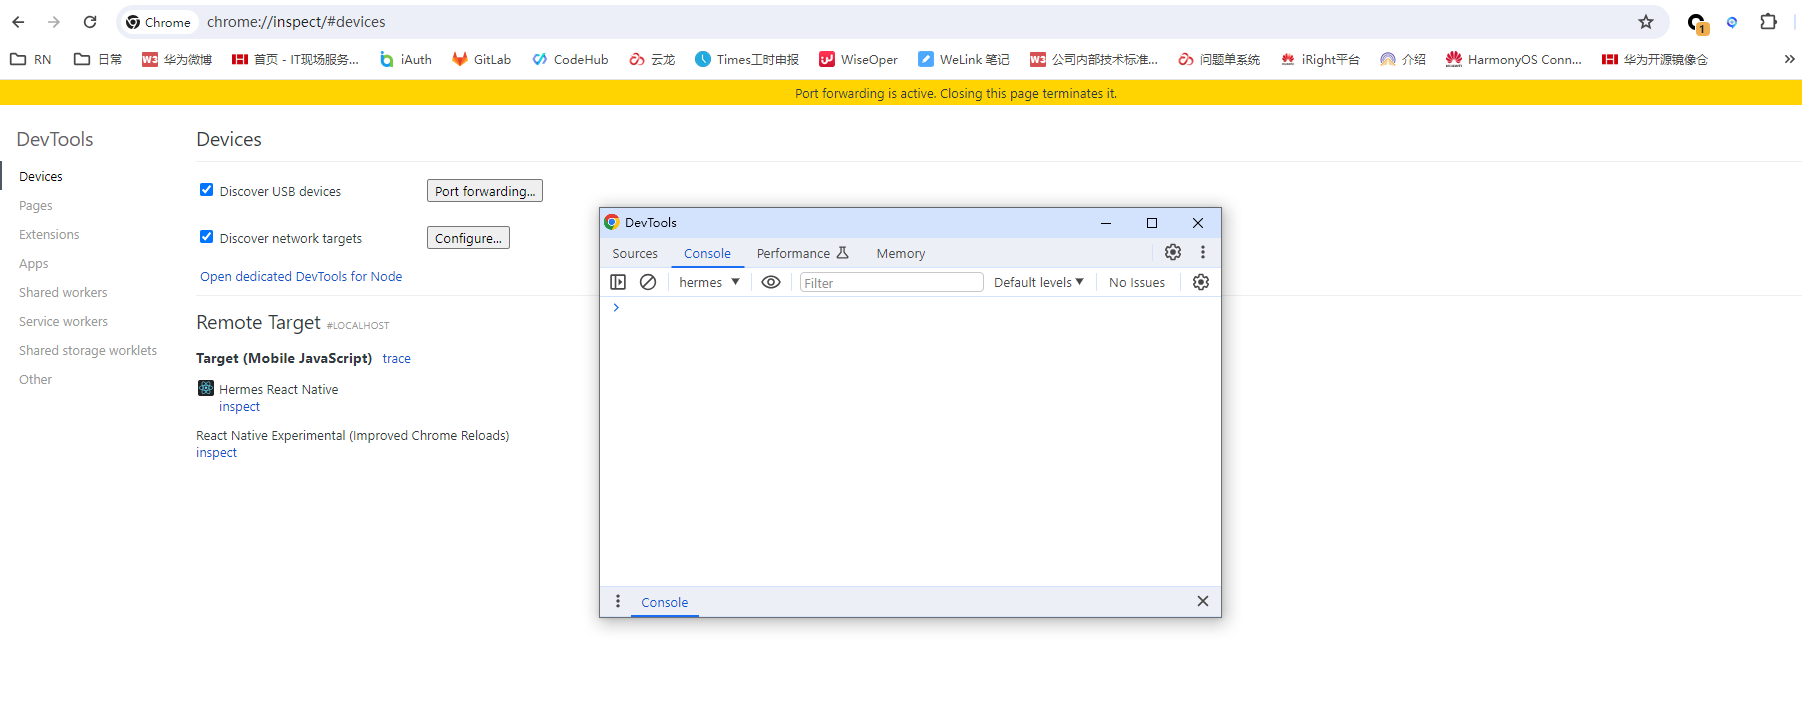 Chrome chrome://inspect/#devices 1
RN 日常 W3 华为微博 首页 - IT现场服务... iAuth GitLab CodeHub 云龙 Times工时申报 WiseOper WeLink 笔记 W3 公司内部技术标准... 问题单系统 iRight平台 介绍 HarmonyOS Conn... 华为开源镜像仓 »
Port forwarding is active. Closing this page terminates it.
DevTools
Devices
Pages
Extensions
Apps
Shared workers
Service workers
Shared storage worklets
Other
Devices
Discover USB devices Port forwarding...
Discover network targets Configure...
Open dedicated DevTools for Node
Remote Target #LOCALHOST
Target (Mobile JavaScript) trace
Hermes React Native
inspect
React Native Experimental (Improved Chrome Reloads)
inspect
DevTools
Sources Console Performance Memory
hermes Filter Default levels No Issues
Console